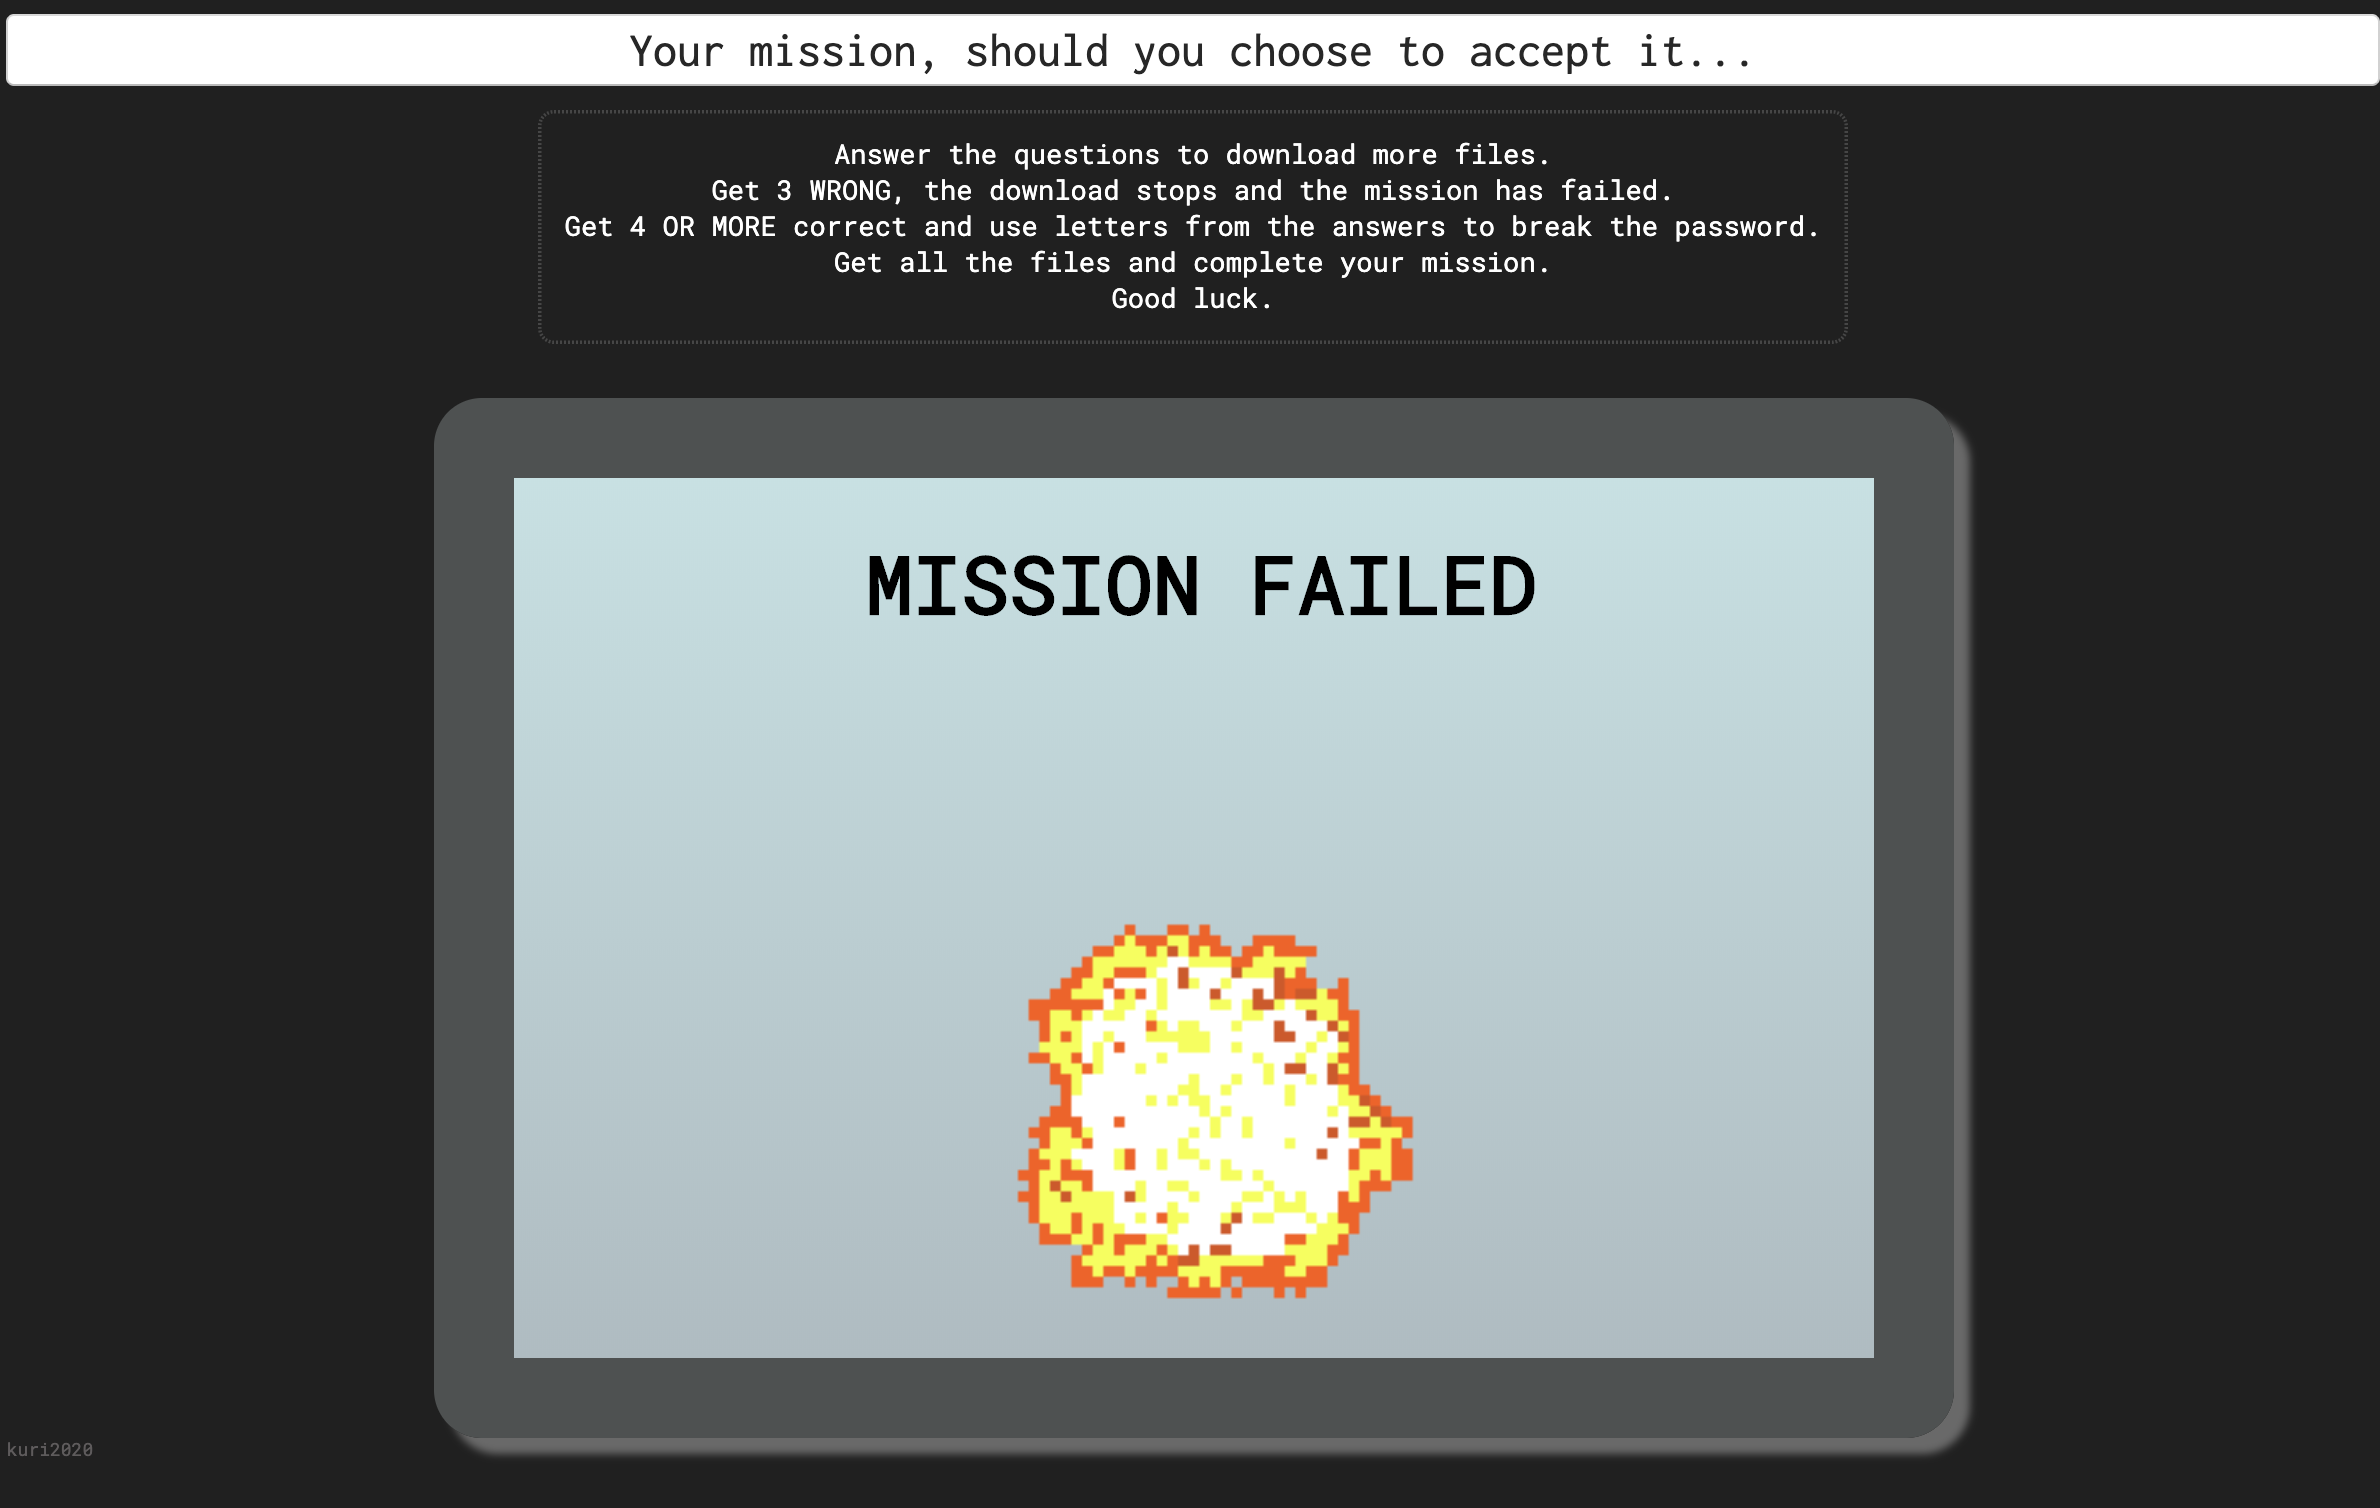 Your mission, should you choose to accept it...
Answer the questions to download more files.
Get 3 WRONG, the download stops and the mission has failed.
Get 4 OR MORE correct and use letters from the answers to break the password.
Get all the files and complete your mission.
Good luck.
MISSION FAILED
kuri2020